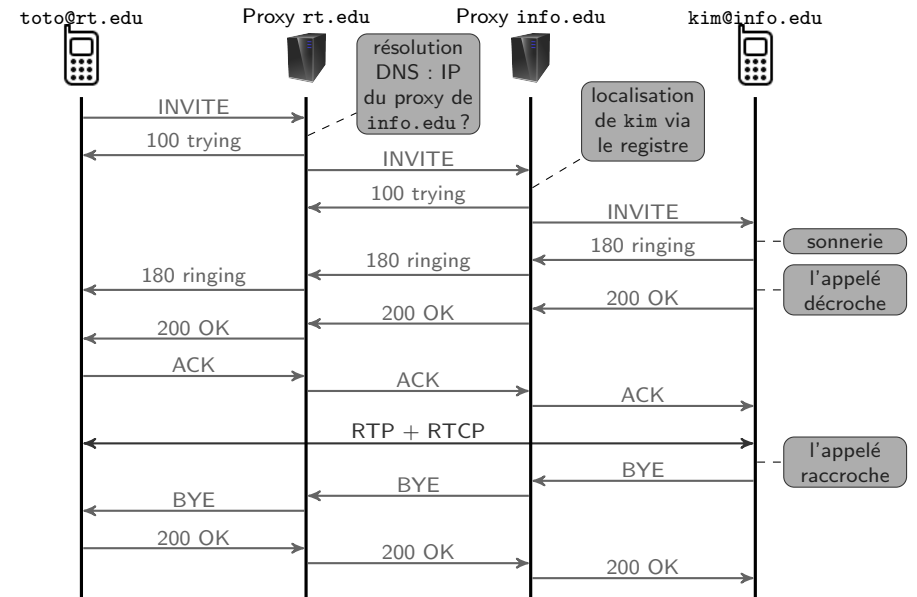 toto@rt.edu
Proxy rt.edu
Proxy info.edu
kim@info.edu
résolution
DNS : IP
du proxy de
info.edu ?
localisation
de kim via
le registre
INVITE
100 trying
INVITE
100 trying
INVITE
sonnerie
180 ringing
180 ringing
180 ringing
l'appelé
décroche
200 OK
200 OK
200 OK
ACK
ACK
ACK
RTP + RTCP
l'appelé
raccroche
BYE
BYE
BYE
200 OK
200 OK
200 OK